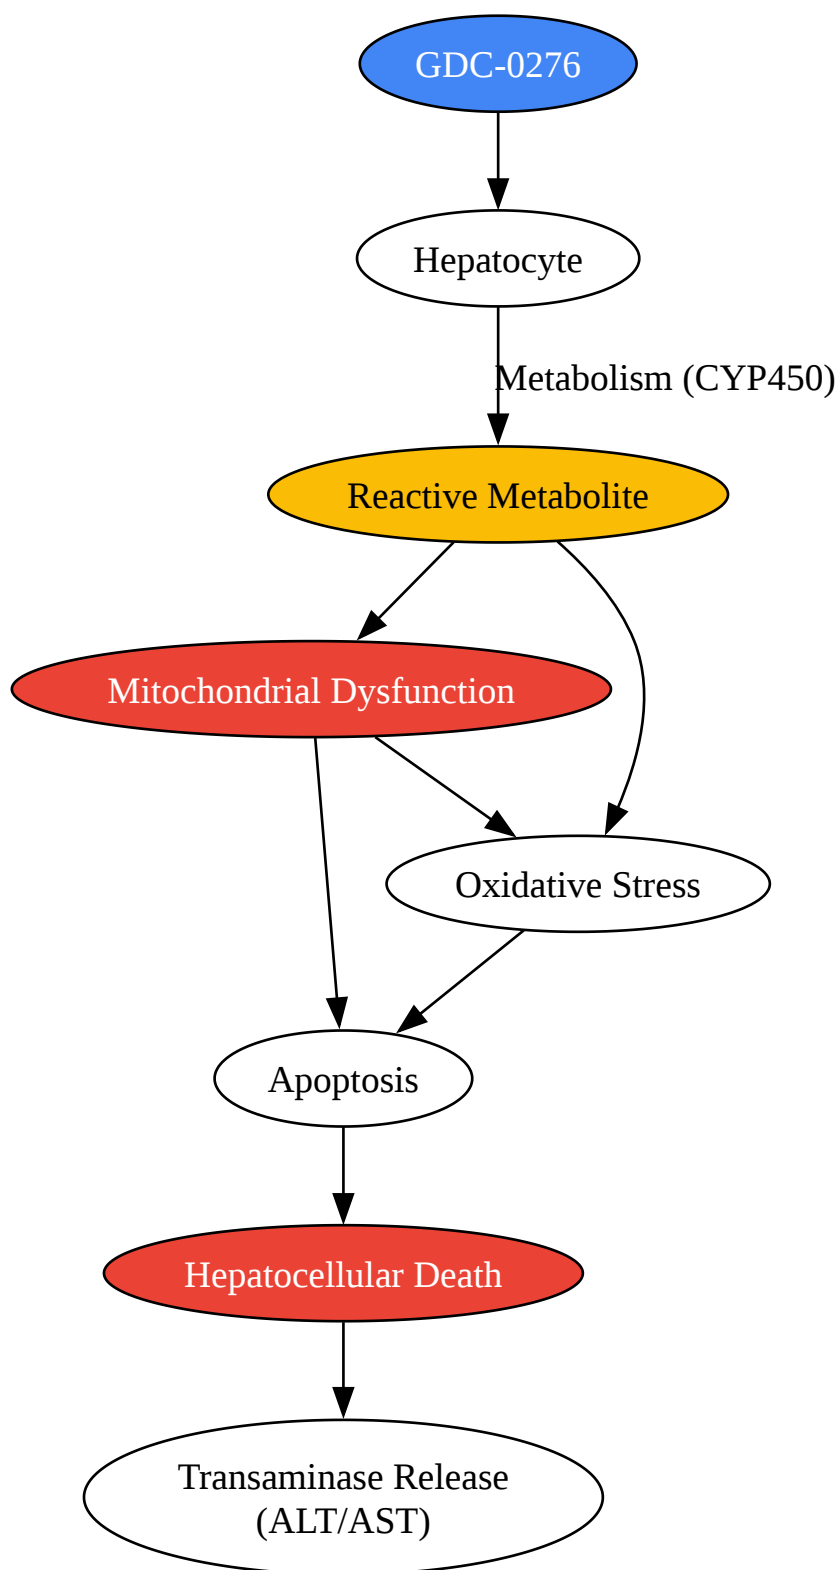 GDC-0276
Hepatocyte
Metabolism (CYP450)
Reactive Metabolite
Mitochondrial Dysfunction
Oxidative Stress
Apoptosis
Hepatocellular Death
Transaminase Release
(ALT/AST)